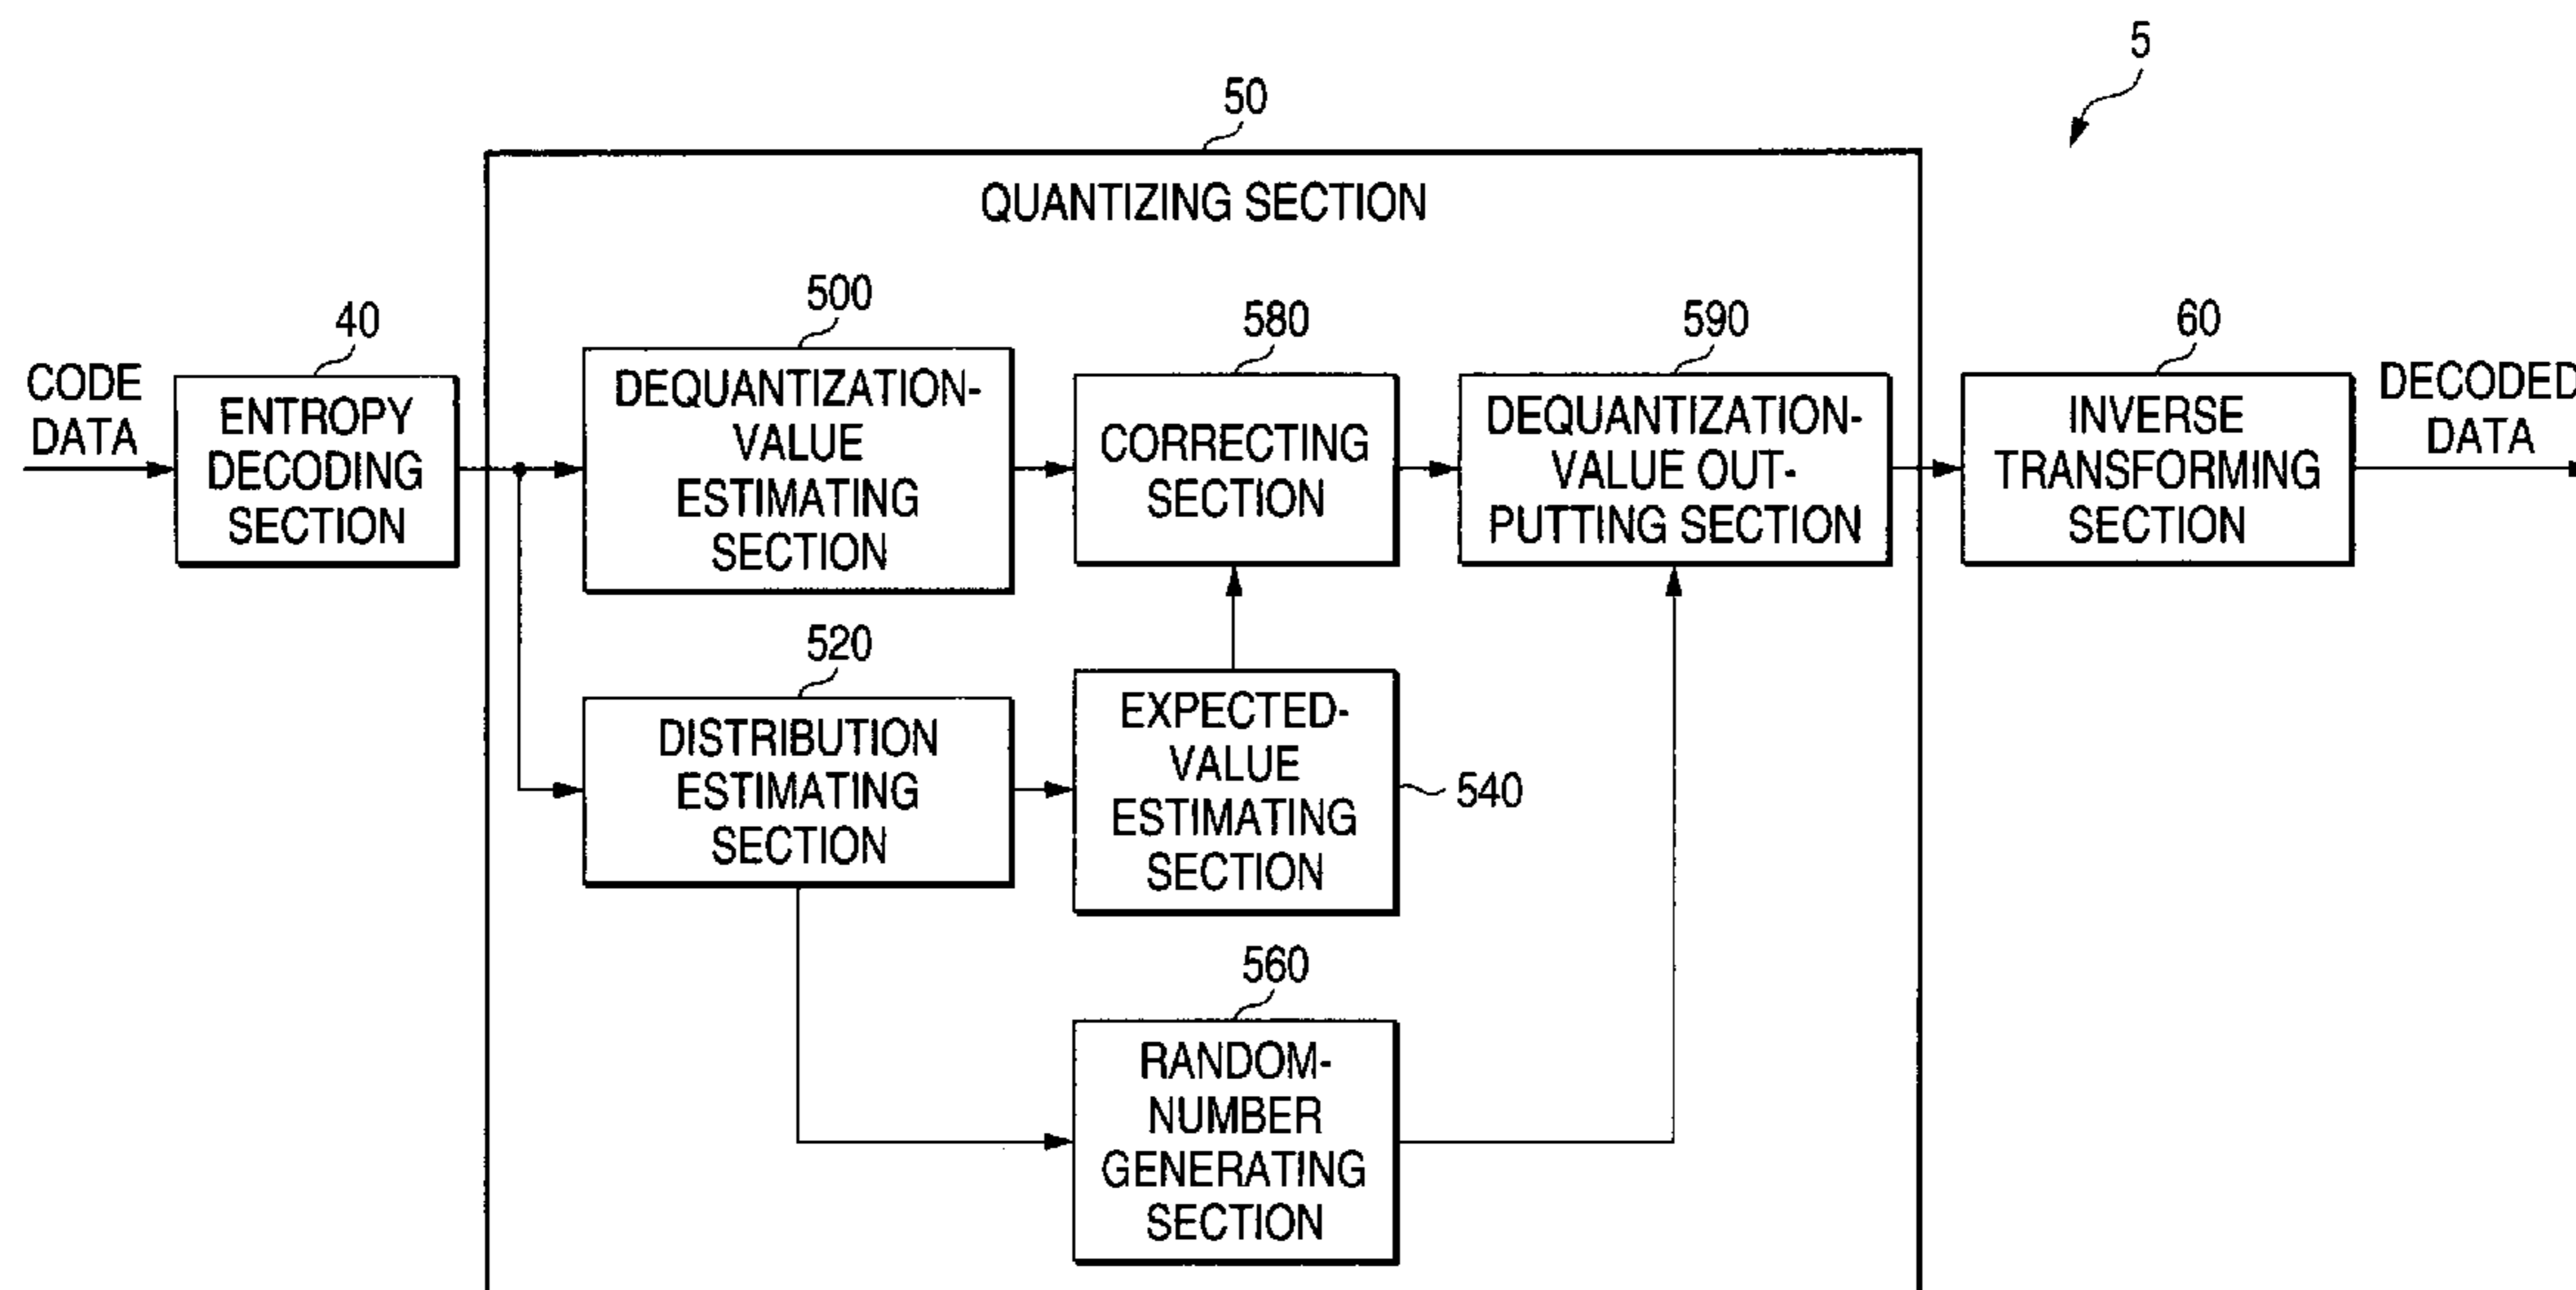 5
50
QUANTIZING SECTION
CODE
DATA
40
ENTROPY
DECODING
SECTION
500
DEQUANTIZATION-
VALUE
ESTIMATING
SECTION
580
CORRECTING
SECTION
590
DEQUANTIZATION-
VALUE OUT-
PUTTING SECTION
60
INVERSE
TRANSFORMING
SECTION
DECODED
DATA
520
DISTRIBUTION
ESTIMATING
SECTION
EXPECTED-
VALUE
ESTIMATING
SECTION
540
560
RANDOM-
NUMBER
GENERATING
SECTION